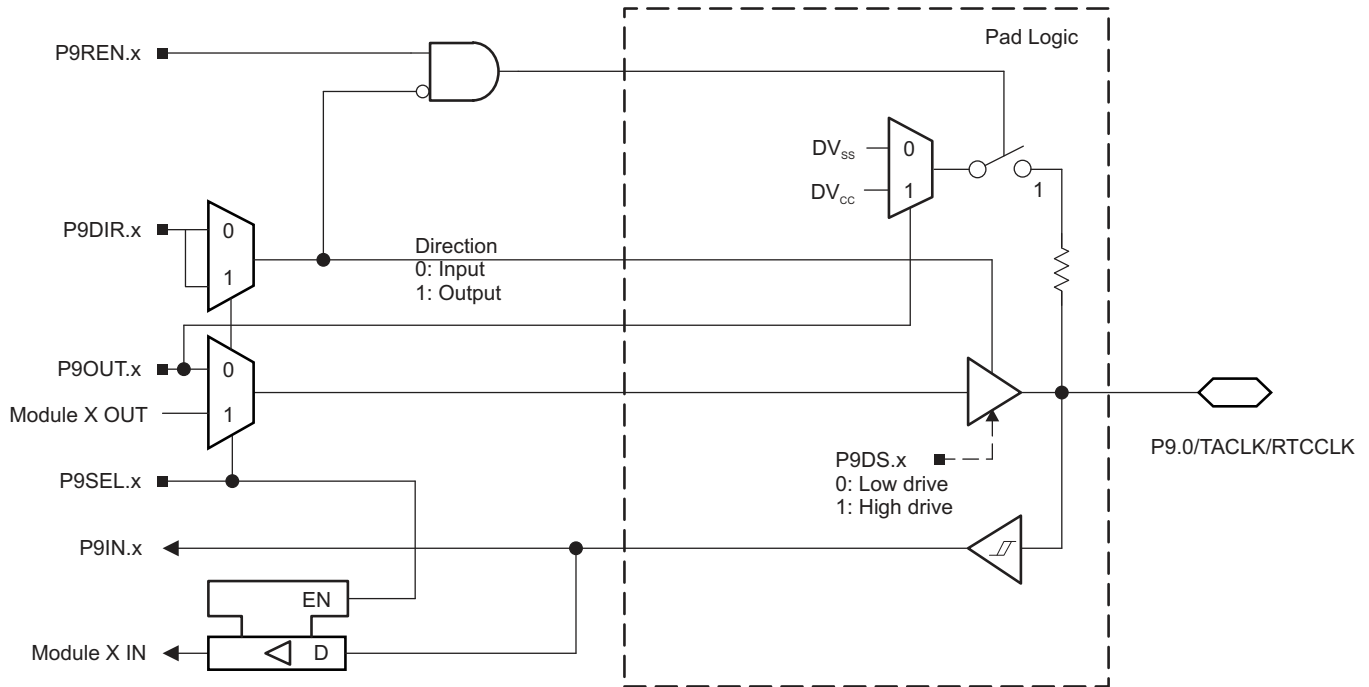 Pad Logic
P9REN.x
DVSS
0
DVCC
1
1
P9DIR.x
0
1
Direction
0: Input
1: Output
P9OUT.x
0
Module X OUT
1
P9SEL.x
P9DS.x
0: Low drive
1: High drive
P9.0/TACLK/RTCCLK
P9IN.x
EN
Module X IN
D